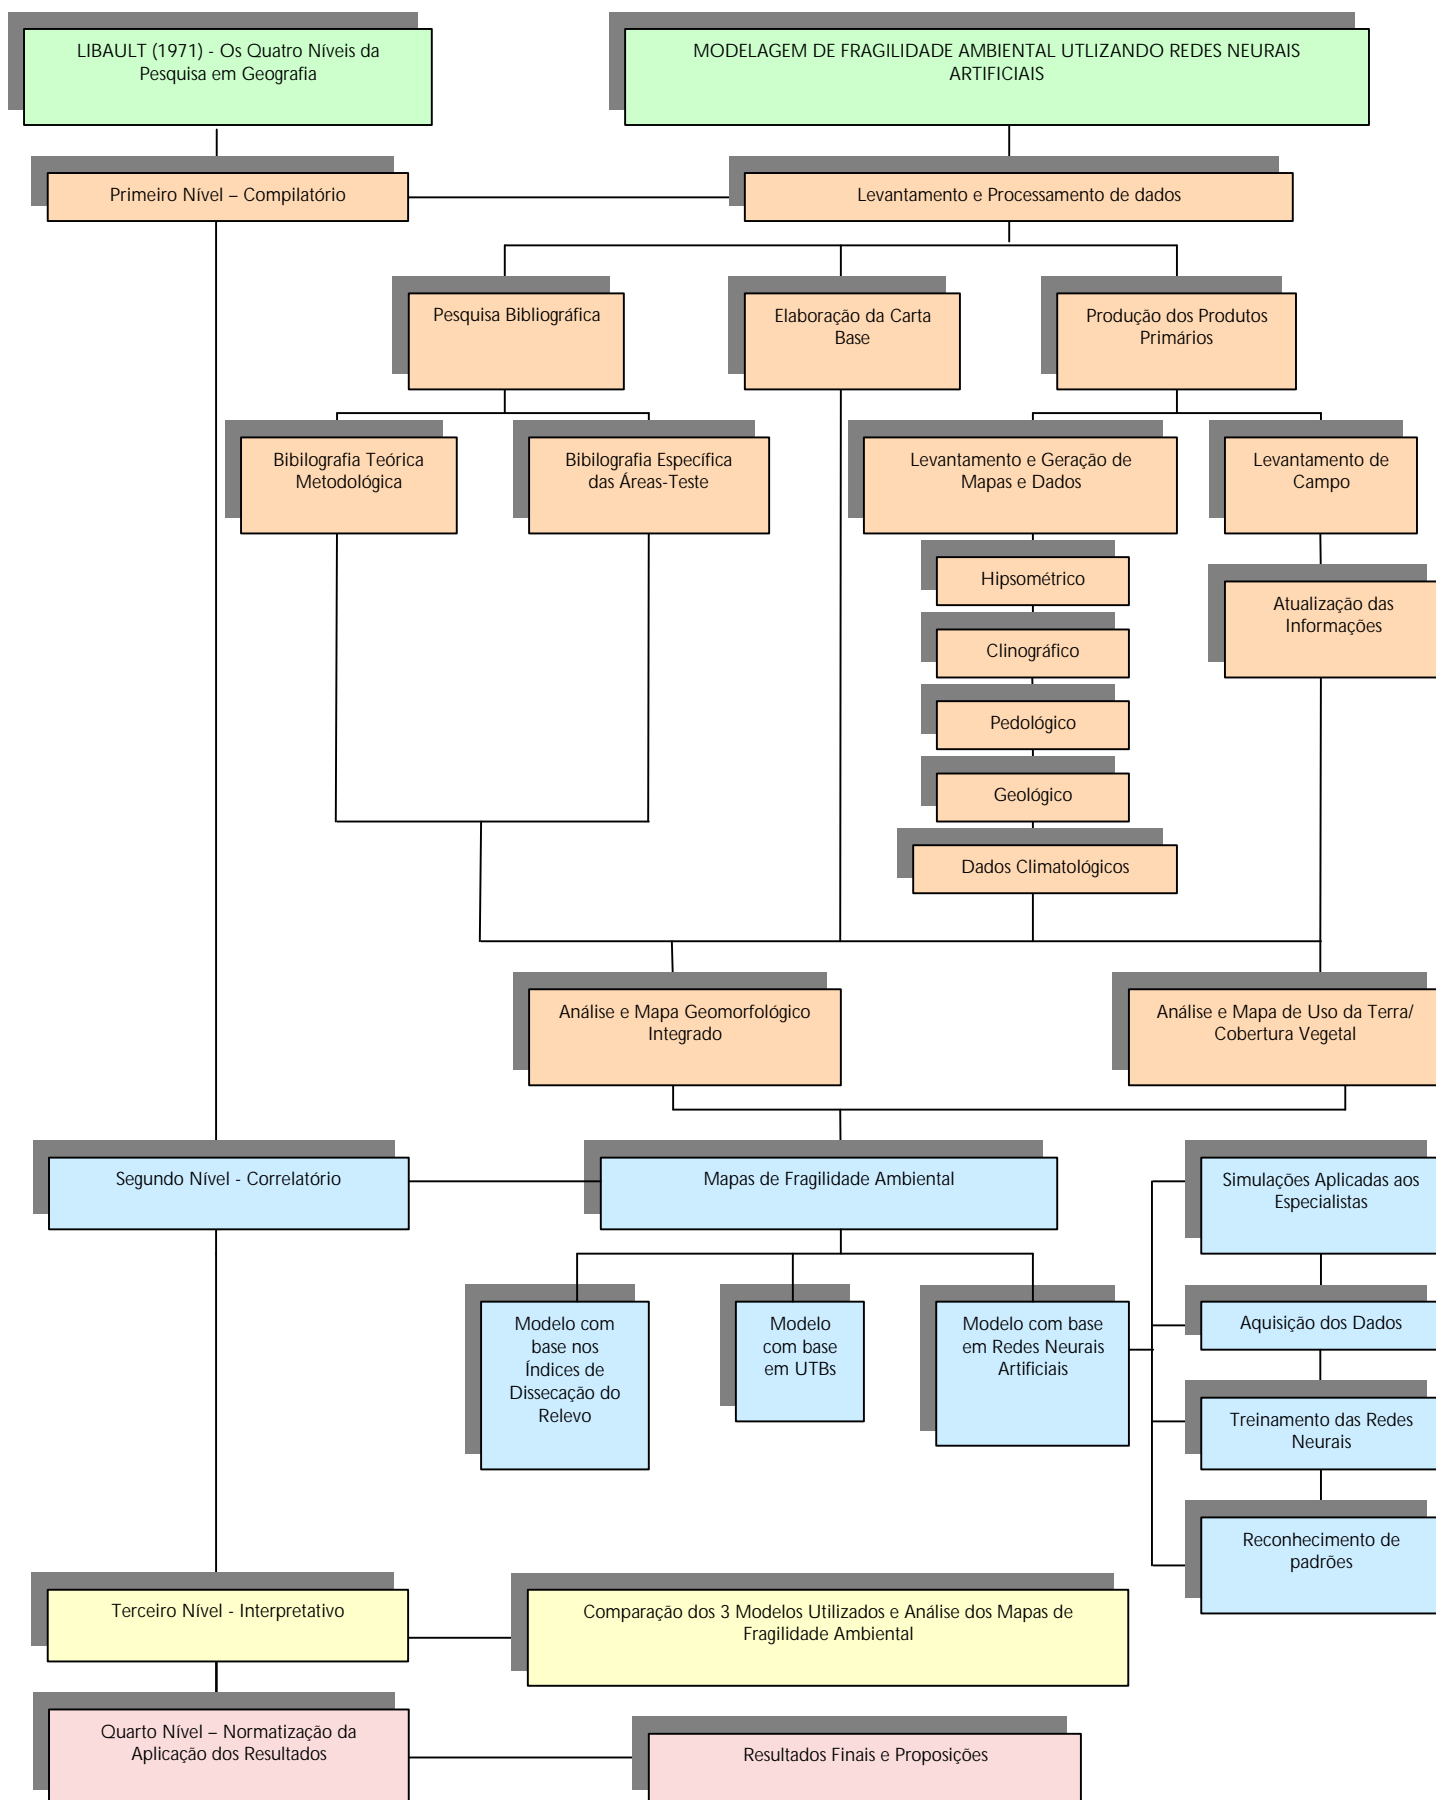 LIBAULT (1971) - Os Quatro Níveis da
Pesquisa em Geografia
MODELAGEM DE FRAGILIDADE AMBIENTAL UTLIZANDO REDES NEURAIS
ARTIFICIAIS
Primeiro Nível – Compilatório
Levantamento e Processamento de dados
Pesquisa Bibliográfica
Elaboração da Carta
Base
Produção dos Produtos
Primários
Bibilografia Teórica
Metodológica
Bibilografia Específica
das Áreas-Teste
Levantamento e Geração de
Mapas e Dados
Levantamento de
Campo
Hipsométrico
Clinográfico
Pedológico
Geológico
Dados Climatológicos
Atualização das
Informações
Análise e Mapa Geomorfológico
Integrado
Análise e Mapa de Uso da Terra/
Cobertura Vegetal
Segundo Nível - Correlatório
Mapas de Fragilidade Ambiental
Modelo com
base nos
Índices de
Dissecação do
Relevo
Modelo
com base
em UTBs
Modelo com base
em Redes Neurais
Artificiais
Simulações Aplicadas aos
Especialistas
Aquisição dos Dados
Treinamento das Redes
Neurais
Reconhecimento de
padrões
Terceiro Nível - Interpretativo
Comparação dos 3 Modelos Utilizados e Análise dos Mapas de
Fragilidade Ambiental
Quarto Nível – Normatização da
Aplicação dos Resultados
Resultados Finais e Proposições